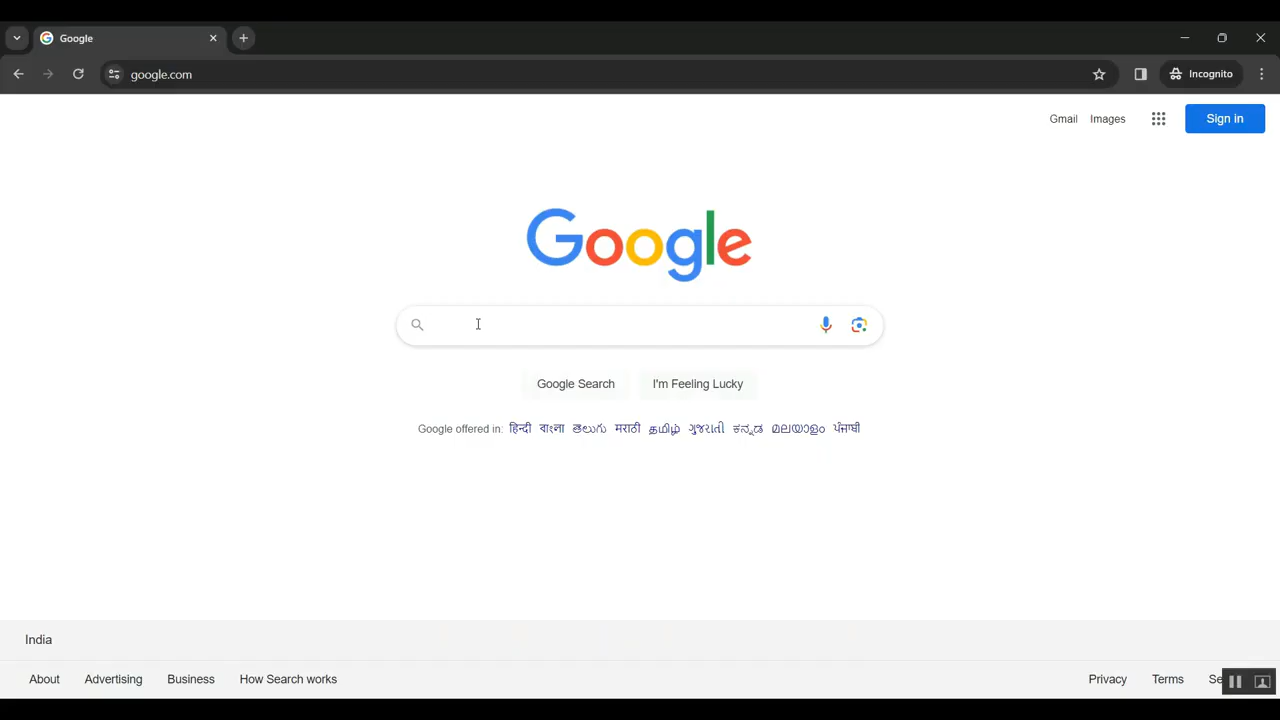 Google
google.com
Incognito
Gmail Images Sign in
Google
Google Search I'm Feeling Lucky
Google offered in: हिन्दी বাংলা తెలుగు मराठी தமிழ் ગુજરાતી ಕನ್ನಡ മലയാളം ਪੰਜਾਬੀ
India
About Advertising Business How Search works Privacy Terms Se